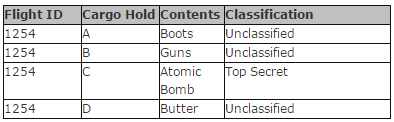 Flight ID Cargo Hold Contents Classification
1254 A Boots Unclassified
1254 B Guns Unclassified
1254 C Atomic Top Secret
Bomb
1254 D Butter Unclassified